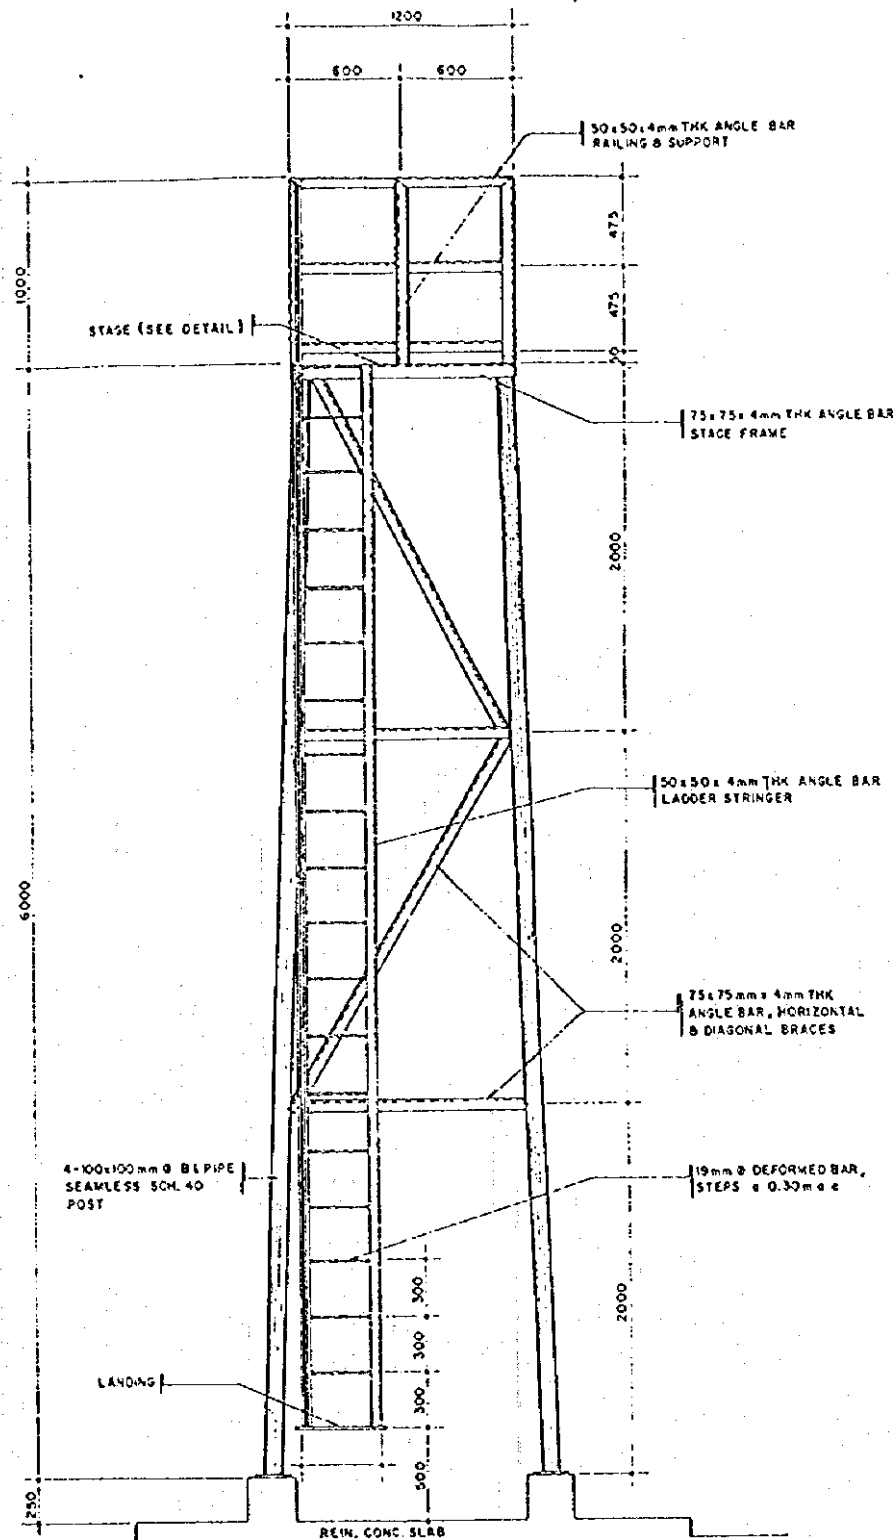 1200
600
600
50x50x4mm THK ANGLE BAR
RAILING & SUPPORT
475
1000
475
STAGE (SEE DETAIL)
50
75x75x4mm THK ANGLE BAR
STAGE FRAME
2000
50x50x4mm THK ANGLE BAR
LADDER STRINGER
6000
2000
75x75mm x 4mm THK
ANGLE BAR, HORIZONTAL
& DIAGONAL BRACES
4-100x100mm Ø B.I. PIPE
SEAMLESS SCH. 40
POST
19mm Ø DEFORMED BAR,
STEPS @ 0.30m
300
2000
300
LANDING
300
500
250
REIN. CONC. SLAB